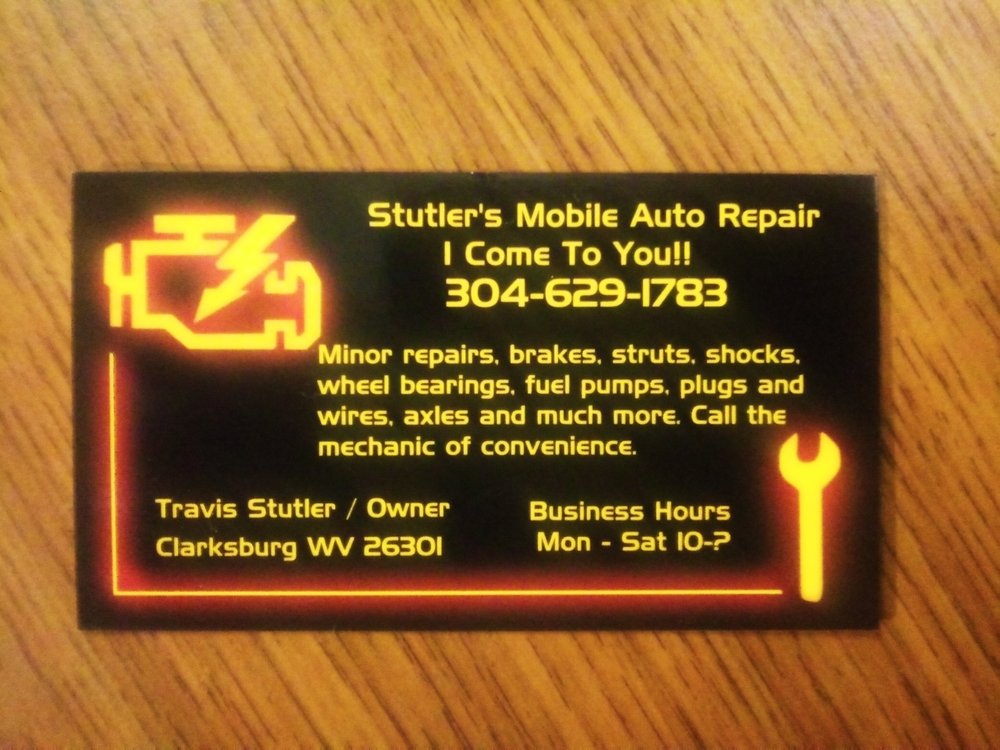 Stutler's Mobile Auto Repair
I Come To You!!
304-629-1783
Minor repairs, brakes, struts, shocks,
wheel bearings, fuel pumps, plugs and
wires, axles and much more. Call the
mechanic of convenience.
Travis Stutler / Owner
Clarksburg WV 26301
Business Hours
Mon - Sat 10-?